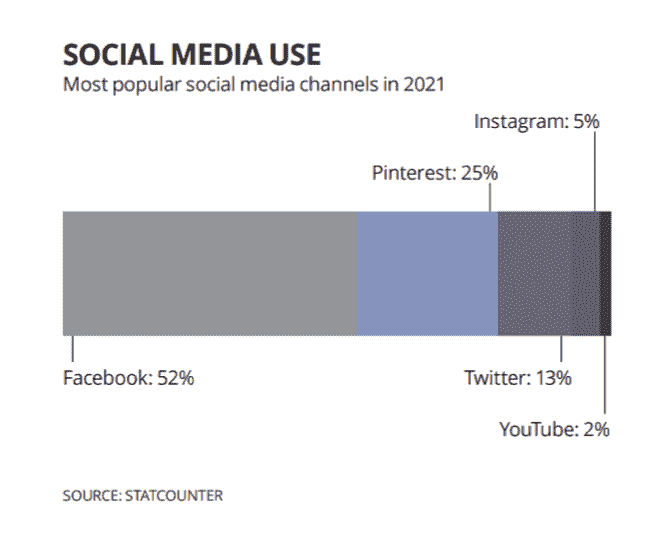 SOCIAL MEDIA USE
Most popular social media channels in 2021
Instagram: 5%
Pinterest: 25%
Facebook: 52%
Twitter: 13%
YouTube: 2%
SOURCE: STATCOUNTER